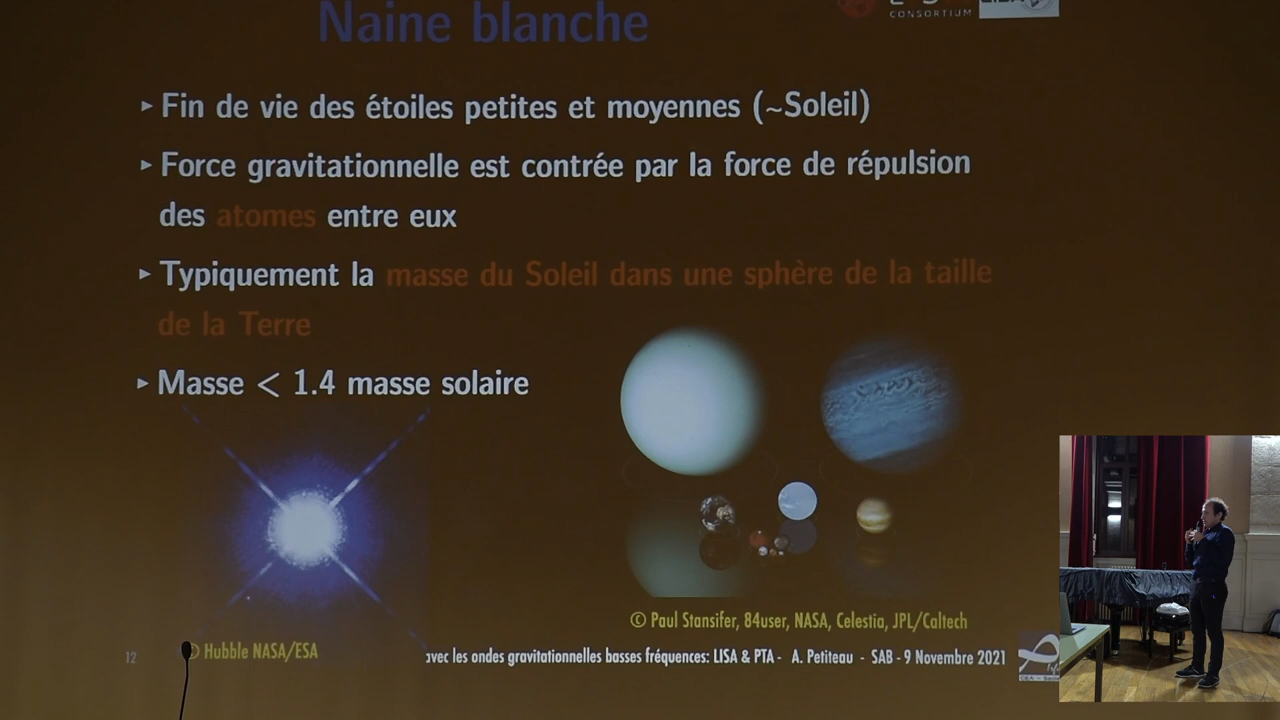 Naine blanche
CONSORTIUM
▸ Fin de vie des étoiles petites et moyennes (~Soleil)
▸ Force gravitationnelle est contrée par la force de répulsion
des atomes entre eux
▸ Typiquement la masse du Soleil dans une sphère de la taille
de la Terre
▸ Masse < 1.4 masse solaire
© Paul Stansifer, 84user, NASA, Celestia, JPL/Caltech
© Hubble NASA/ESA
12
avec les ondes gravitationnelles basses fréquences: LISA & PTA - A. Petiteau - SAB - 9 Novembre 2021